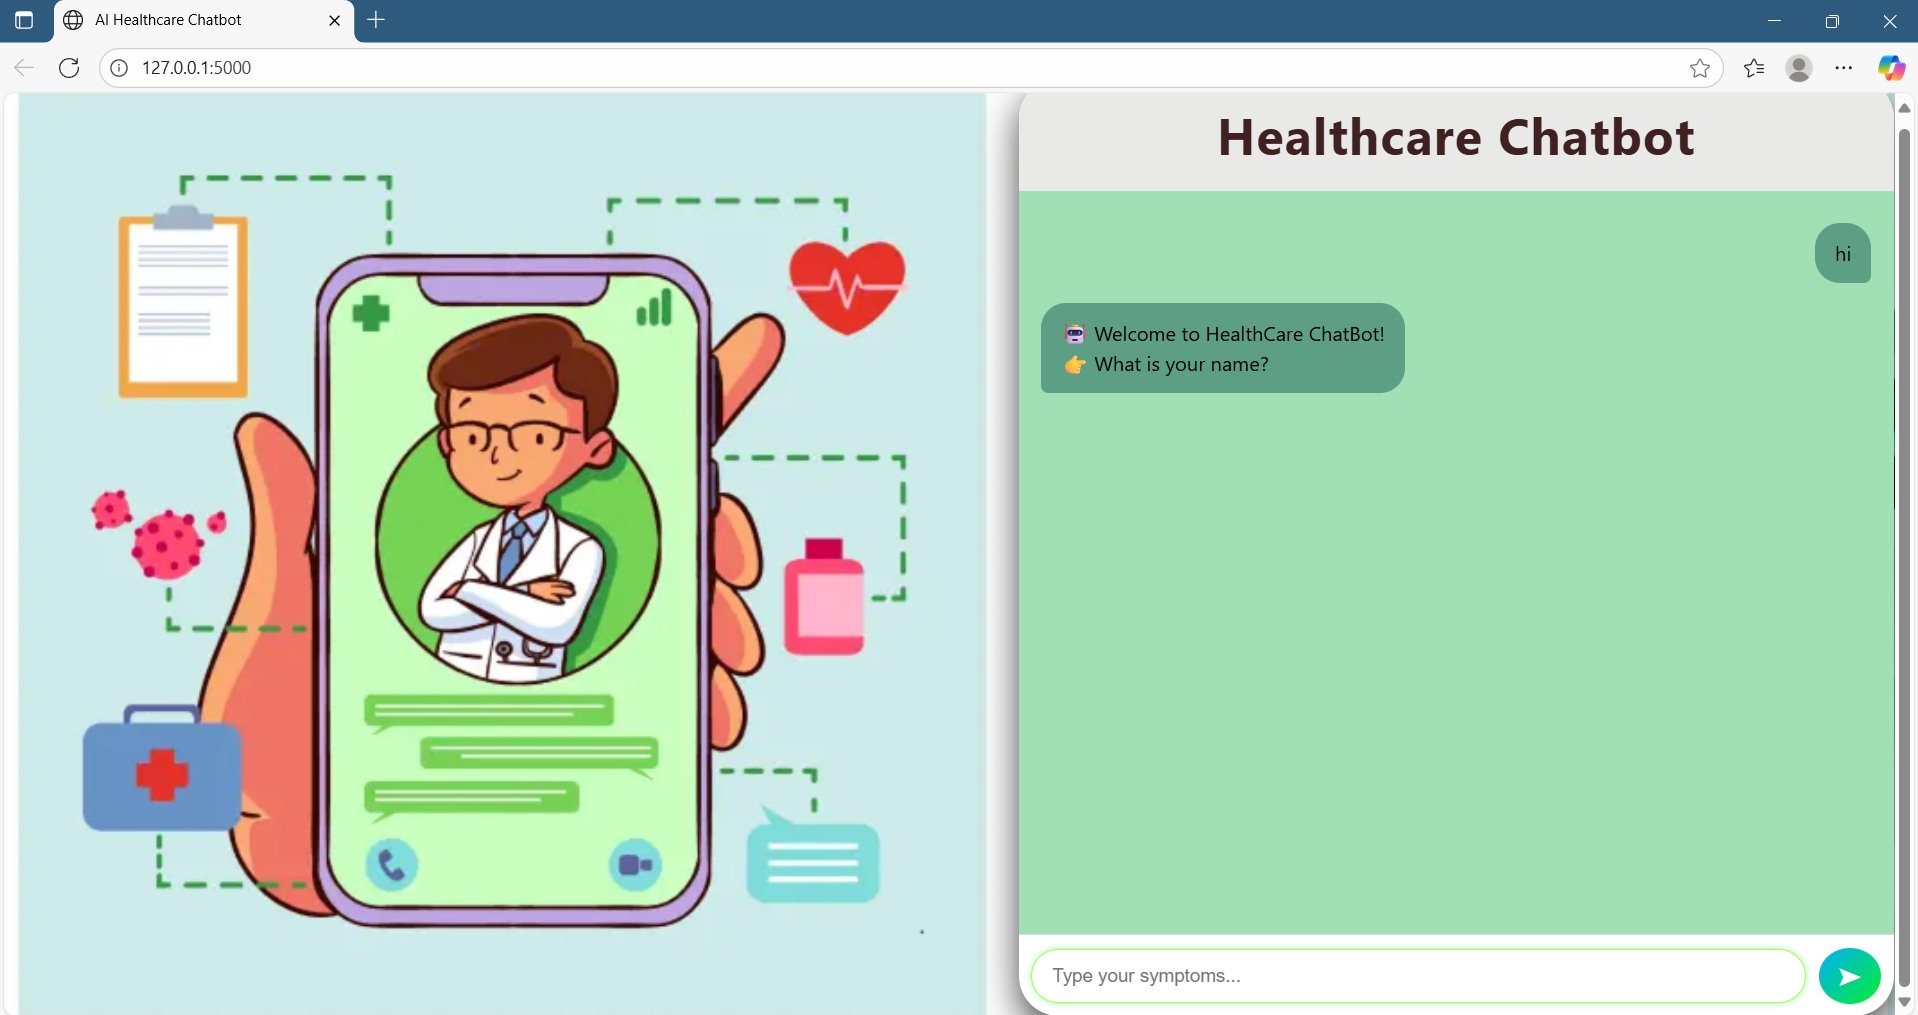 AI Healthcare Chatbot
127.0.0.1:5000
Healthcare Chatbot
hi
🤖 Welcome to HealthCare ChatBot!
👉 What is your name?
Type your symptoms...